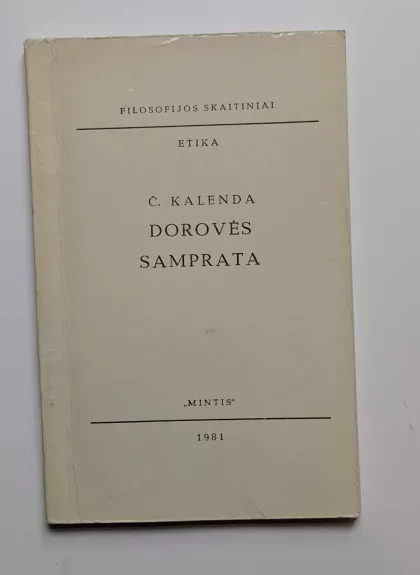 FILOSOFIJOS SKAITINIAI
ETIKA
Č. KALENDA
DOROVĖS
SAMPRATA
„MINTIS“
1981